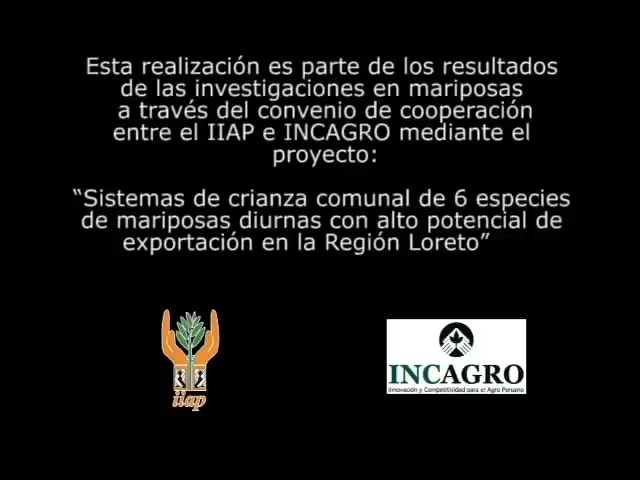 Esta realización es parte de los resultados
de las investigaciones en mariposas
a través del convenio de cooperación
entre el IIAP e INCAGRO mediante el
proyecto:
“Sistemas de crianza comunal de 6 especies
de mariposas diurnas con alto potencial de
exportación en la Región Loreto”
iiap
INCAGRO
Innovación y Competitividad para el Agro Peruano